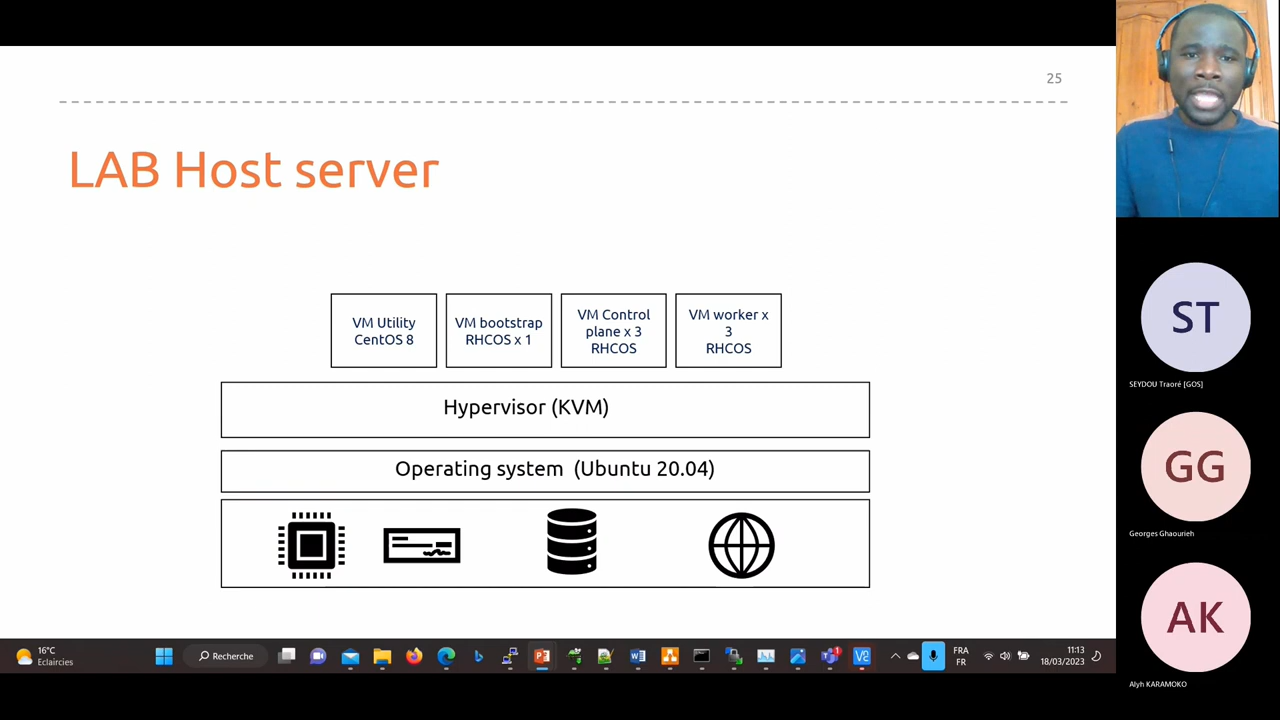 25
LAB Host server
VM Utility
CentOS 8
VM bootstrap
RHCOS x 1
VM Control
plane x 3
RHCOS
VM worker x
3
RHCOS
Hypervisor (KVM)
Operating system (Ubuntu 20.04)
ST
SEYDOU Traoré [GOS]
GG
Georges Ghaourieh
AK
Alyh KARAMOKO
16°C
Eclaircies
Recherche
FRA
FR
11:13
18/03/2023